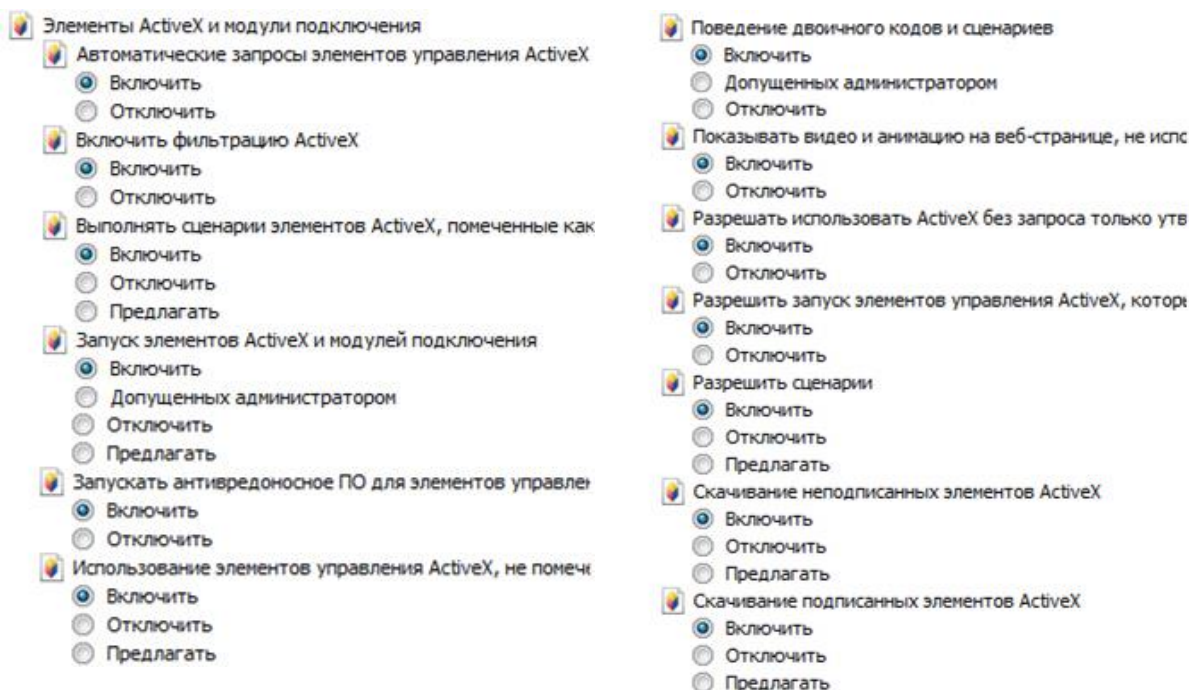 Элементы ActiveX и модули подключения
Автоматические запросы элементов управления ActiveX
Включить
Отключить
Включить фильтрацию ActiveX
Включить
Отключить
Выполнять сценарии элементов ActiveX, помеченные как
Включить
Отключить
Предлагать
Запуск элементов ActiveX и модулей подключения
Включить
Допущенных администратором
Отключить
Предлагать
Запускать антивредоносное ПО для элементов управлен
Включить
Отключить
Использование элементов управления ActiveX, не помече
Включить
Отключить
Предлагать
Поведение двоичного кодов и сценариев
Включить
Допущенных администратором
Отключить
Показывать видео и анимацию на веб-странице, не испо
Включить
Отключить
Разрешать использовать ActiveX без запроса только утв
Включить
Отключить
Разрешить запуск элементов управления ActiveX, которы
Включить
Отключить
Разрешить сценарии
Включить
Отключить
Предлагать
Скачивание неподписанных элементов ActiveX
Включить
Отключить
Предлагать
Скачивание подписанных элементов ActiveX
Включить
Отключить
Предлагать